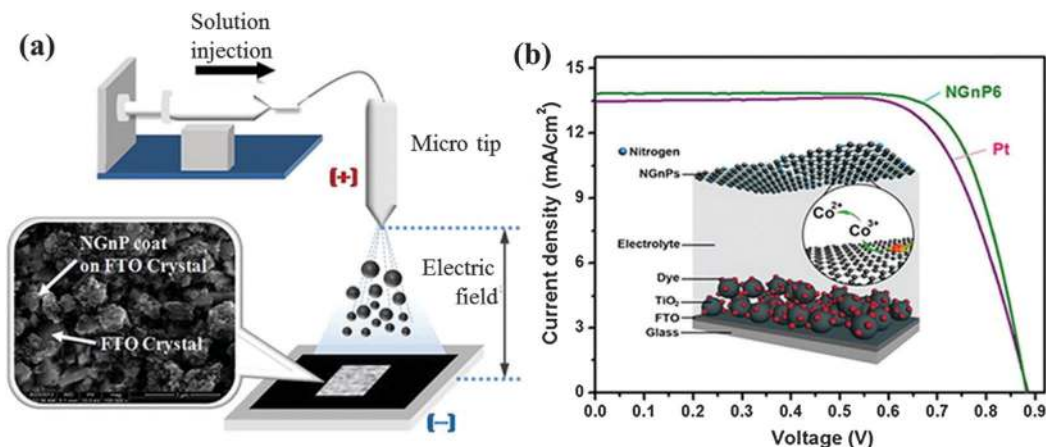 (a)
Solution
injection
Micro tip
(+)
Electric
field
NGnP coat
on FTO Crystal
FTO Crystal
(−)
(b)
Current density (mA/cm²)
15
12
9
6
3
0
0.0 0.1 0.2 0.3 0.4 0.5 0.6 0.7 0.8 0.9
Voltage (V)
NGnP6
Pt
Nitrogen
NGnPs
Co²⁺
Co³⁺
Electrolyte
Dye
TiO₂
FTO
Glass